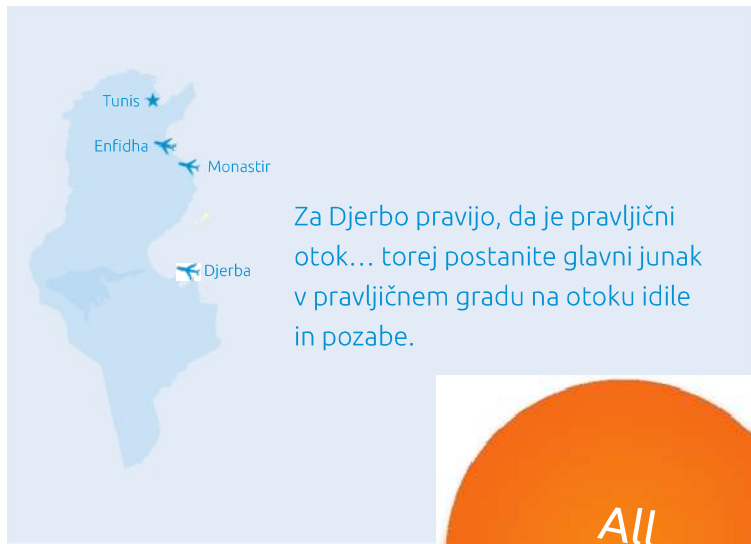 Tunis
Enfidha
Monastir
Djerba
Za Djerbo pravijo, da je pravljični
otok... torej postanite glavni junak
v pravljičnem gradu na otoku idile
in pozabe.
All